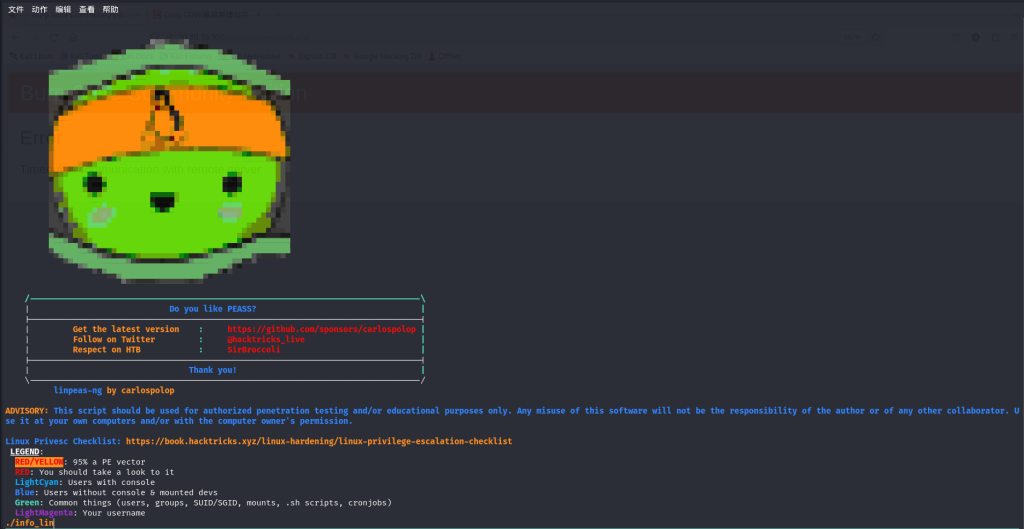 文件 动作 编辑 查看 帮助
Do you like PEASS?
Get the latest version : https://github.com/sponsors/carlospolop
Follow on Twitter : @hacktricks_live
Respect on HTB : SirBroccoli
Thank you!
linpeas-ng by carlospolop
ADVISORY: This script should be used for authorized penetration testing and/or educational purposes only. Any misuse of this software will not be the responsibility of the author or of any other collaborator. U
se it at your own computers and/or with the computer owner's permission.
Linux Privesc Checklist: https://book.hacktricks.xyz/linux-hardening/linux-privilege-escalation-checklist
LEGEND:
RED/YELLOW: 95% a PE vector
RED: You should take a look to it
LightCyan: Users with console
Blue: Users without console & mounted devs
Green: Common things (users, groups, SUID/SGID, mounts, .sh scripts, cronjobs)
LightMagenta: Your username
./info_lin